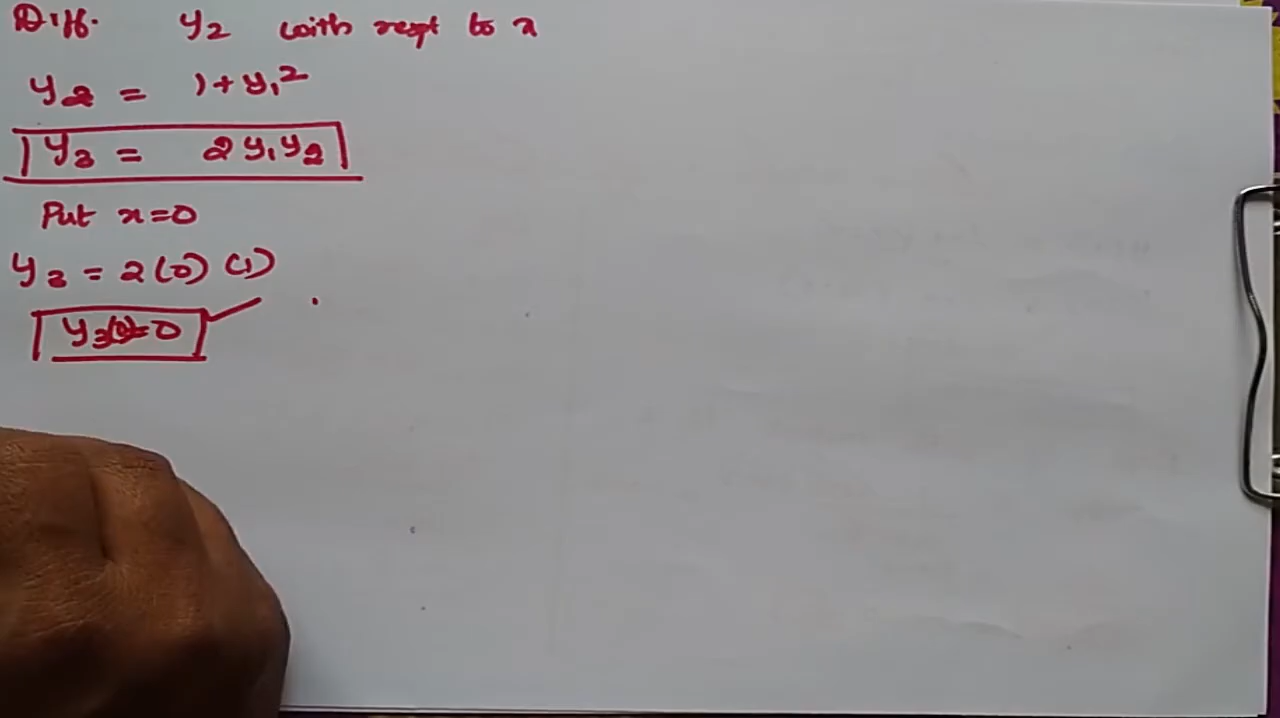 Diff. y₂ with respt to x
y₂ = 1+y₁²
y₃ = 2y₁y₂
Put x=0
y₃ = 2(0) (1)
y₃(0)=0